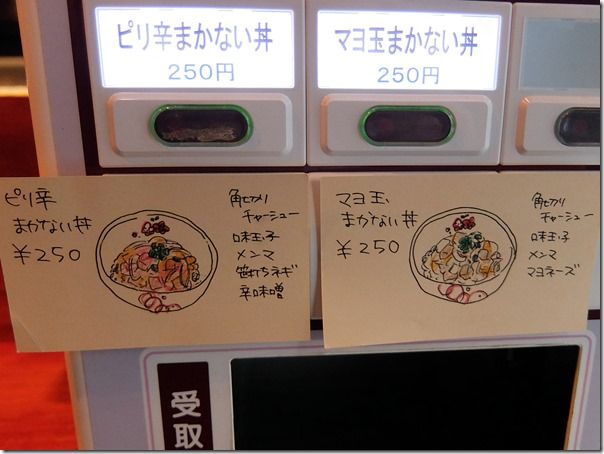 ピリ辛まかない丼
250円
マヨ玉まかない丼
250円
ピリ辛
まかない丼
¥250
角切り
チャーシュー
味玉子
メンマ
笹打ちネギ
辛味噌
マヨ玉
まかない丼
¥250
角切り
チャーシュー
味玉子
メンマ
マヨネーズ
受取